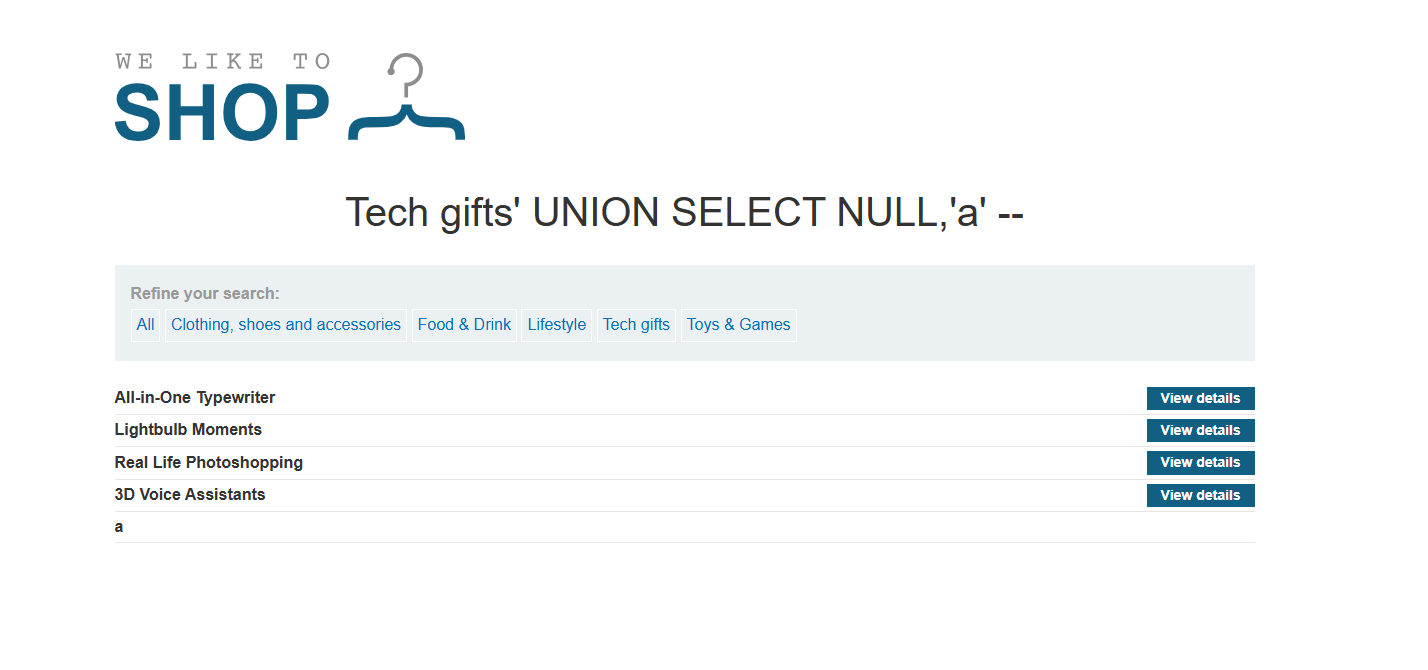 WE LIKE TO
SHOP
Tech gifts' UNION SELECT NULL,'a' --
Refine your search:
All Clothing, shoes and accessories Food & Drink Lifestyle Tech gifts Toys & Games
All-in-One Typewriter View details
Lightbulb Moments View details
Real Life Photoshopping View details
3D Voice Assistants View details
a